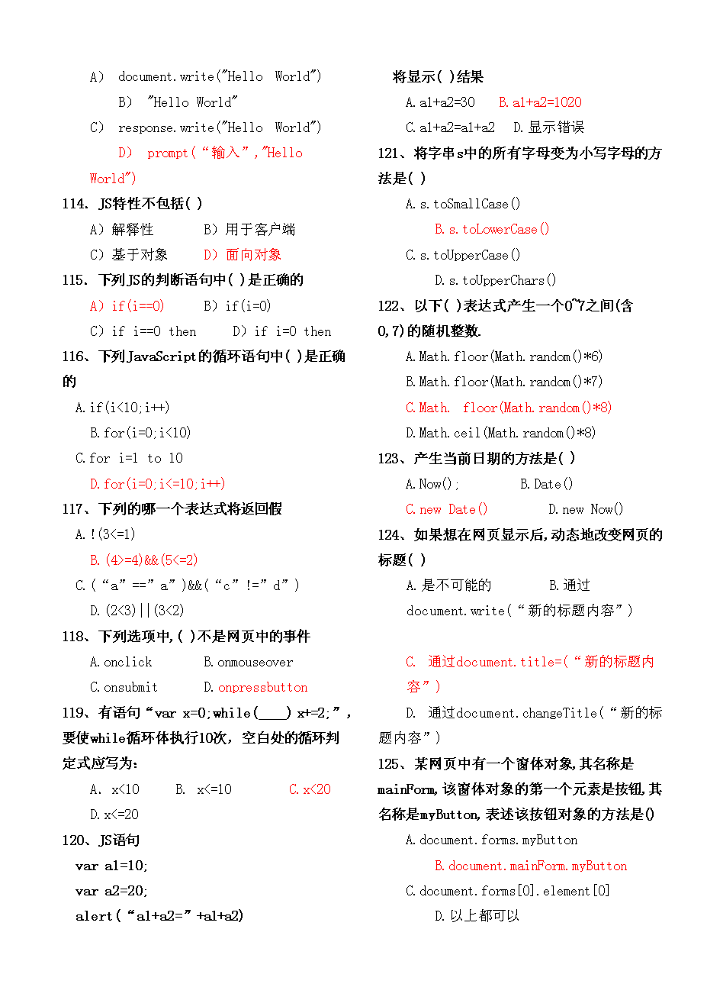 A） document.write("Hello World")
B） "Hello World"
C） response.write("Hello World")
D） prompt(“输入”,"Hello
World")
114. JS特性不包括( )
A）解释性 B）用于客户端
C）基于对象 D）面向对象
115. 下列JS的判断语句中( )是正确的
A）if(i==0) B）if(i=0)
C）if i==0 then D）if i=0 then
116、下列JavaScript的循环语句中( )是正确
的
A.if(i<10;i++)
B.for(i=0;i<10)
C.for i=1 to 10
D.for(i=0;i<=10;i++)
117、下列的哪一个表达式将返回假
A.!(3<=1)
B.(4>=4)&&(5<=2)
C.(“a”==”a”)&&(“c”!=”d”)
D.(2<3)||(3<2)
118、下列选项中,( )不是网页中的事件
A.onclick B.onmouseover
C.onsubmit D.onpressbutton
119、有语句“var x=0;while(____) x+=2;”,
要使while循环体执行10次，空白处的循环判
定式应写为:
A. x<10 B. x<=10 C.x<20
D.x<=20
120、JS语句
var a1=10;
var a2=20;
alert(“a1+a2=”+a1+a2)
将显示( )结果
A.a1+a2=30 B.a1+a2=1020
C.a1+a2=a1+a2 D.显示错误
121、将字串s中的所有字母变为小写字母的方
法是( )
A.s.toSmallCase()
B.s.toLowerCase()
C.s.toUpperCase()
D.s.toUpperChars()
122、以下( )表达式产生一个0~7之间(含
0,7)的随机整数.
A.Math.floor(Math.random()*6)
B.Math.floor(Math.random()*7)
C.Math. floor(Math.random()*8)
D.Math.ceil(Math.random()*8)
123、产生当前日期的方法是( )
A.Now(); B.Date()
C.new Date() D.new Now()
124、如果想在网页显示后,动态地改变网页的
标题( )
A.是不可能的 B.通过
document.write(“新的标题内容”)
C. 通过document.title=(“新的标题内
容”)
D. 通过document.changeTitle(“新的标
题内容”)
125、某网页中有一个窗体对象,其名称是
mainForm,该窗体对象的第一个元素是按钮,其
名称是myButton,表述该按钮对象的方法是()
A.document.forms.myButton
B.document.mainForm.myButton
C.document.forms[0].element[0]
D.以上都可以